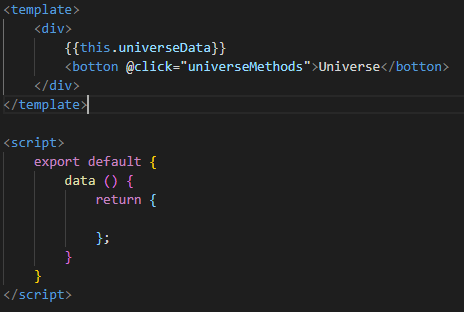 <template>
    <div>
        {{this.universeData}}
        <botton @click="universeMethods">Universe</botton>
    </div>
</template>

<script>
    export default {
        data () {
            return {

            };
        }
    }
</script>